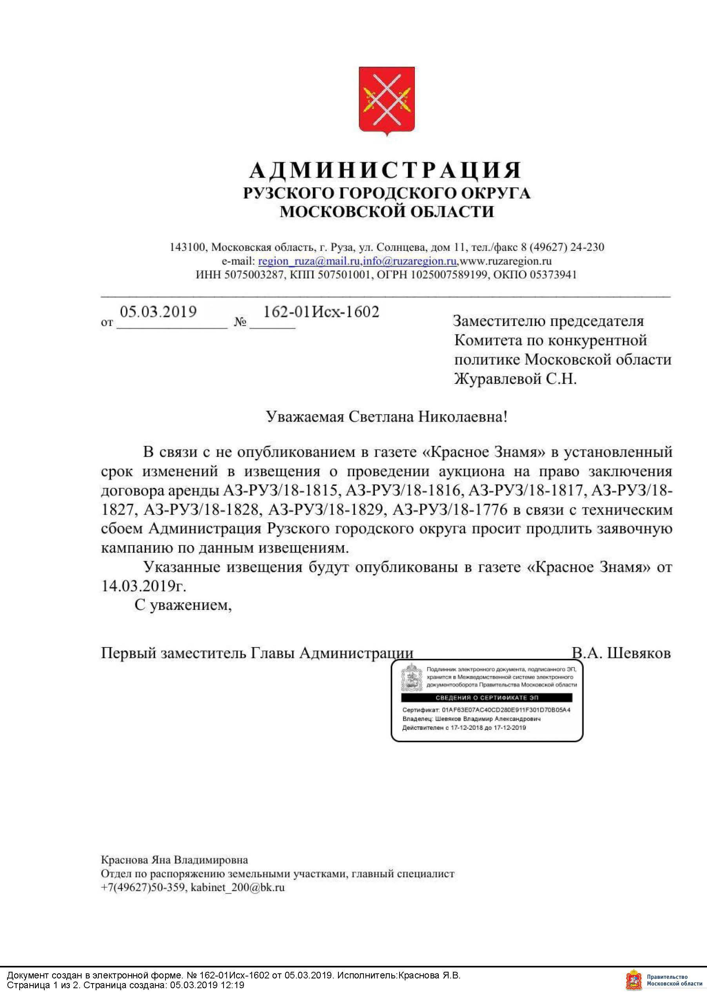 АДМИНИСТРАЦИЯ
РУЗСКОГО ГОРОДСКОГО ОКРУГА
МОСКОВСКОЙ ОБЛАСТИ
143100, Московская область, г. Руза, ул. Солнцева, дом 11, тел./факс 8 (49627) 24-230
e-mail: region_ruza@mail.ru,info@ruzaregion.ru,www.ruzaregion.ru
ИНН 5075003287, КПП 507501001, ОГРН 1025007589199, ОКПО 05373941
от 05.03.2019 № 162-01Исх-1602
Заместителю председателя
Комитета по конкурентной
политике Московской области
Журавлевой С.Н.
Уважаемая Светлана Николаевна!
В связи с не опубликованием в газете «Красное Знамя» в установленный
срок изменений в извещения о проведении аукциона на право заключения
договора аренды АЗ-РУЗ/18-1815, АЗ-РУЗ/18-1816, АЗ-РУЗ/18-1817, АЗ-РУЗ/18-
1827, АЗ-РУЗ/18-1828, АЗ-РУЗ/18-1829, АЗ-РУЗ/18-1776 в связи с техническим
сбоем Администрация Рузского городского округа просит продлить заявочную
кампанию по данным извещениям.
Указанные извещения будут опубликованы в газете «Красное Знамя» от
14.03.2019г.
С уважением,
Первый заместитель Главы Администрации В.А. Шевяков
Подлинник электронного документа, подписанного ЭП,
хранится в Межведомственной системе электронного
документооборота Правительства Московской области
СВЕДЕНИЯ О СЕРТИФИКАТЕ ЭП
Сертификат: 01AF63E07AC40CD280E911F301D70B05A4
Владелец: Шевяков Владимир Александрович
Действителен с 17-12-2018 до 17-12-2019
Краснова Яна Владимировна
Отдел по распоряжению земельными участками, главный специалист
+7(49627)50-359, kabinet_200@bk.ru
Документ создан в электронной форме. № 162-01Исх-1602 от 05.03.2019. Исполнитель:Краснова Я.В.
Страница 1 из 2. Страница создана: 05.03.2019 12:19
Правительство
Московской области